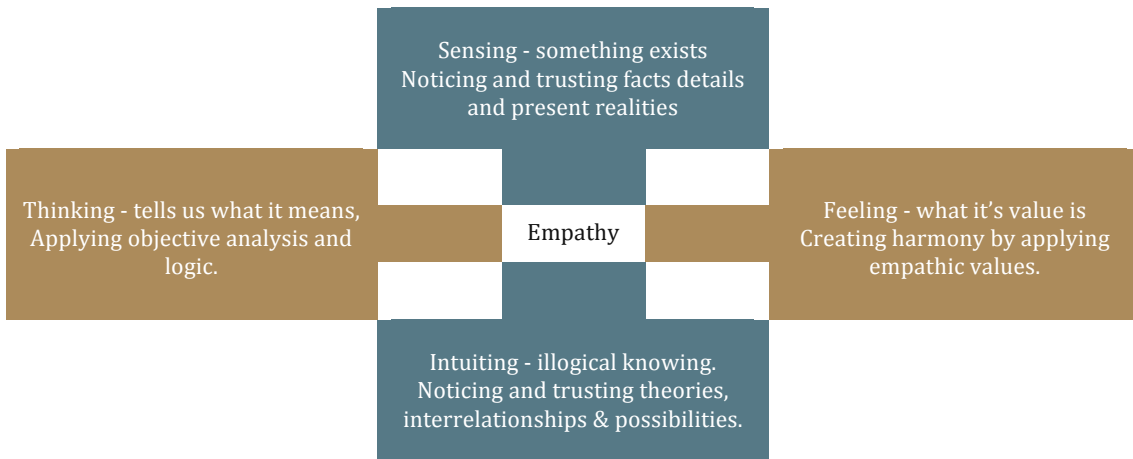 Sensing - something exists
Noticing and trusting facts details
and present realities
Thinking - tells us what it means,
Applying objective analysis and
logic.
Empathy
Feeling - what it’s value is
Creating harmony by applying
empathic values.
Intuiting - illogical knowing.
Noticing and trusting theories,
interrelationships & possibilities.